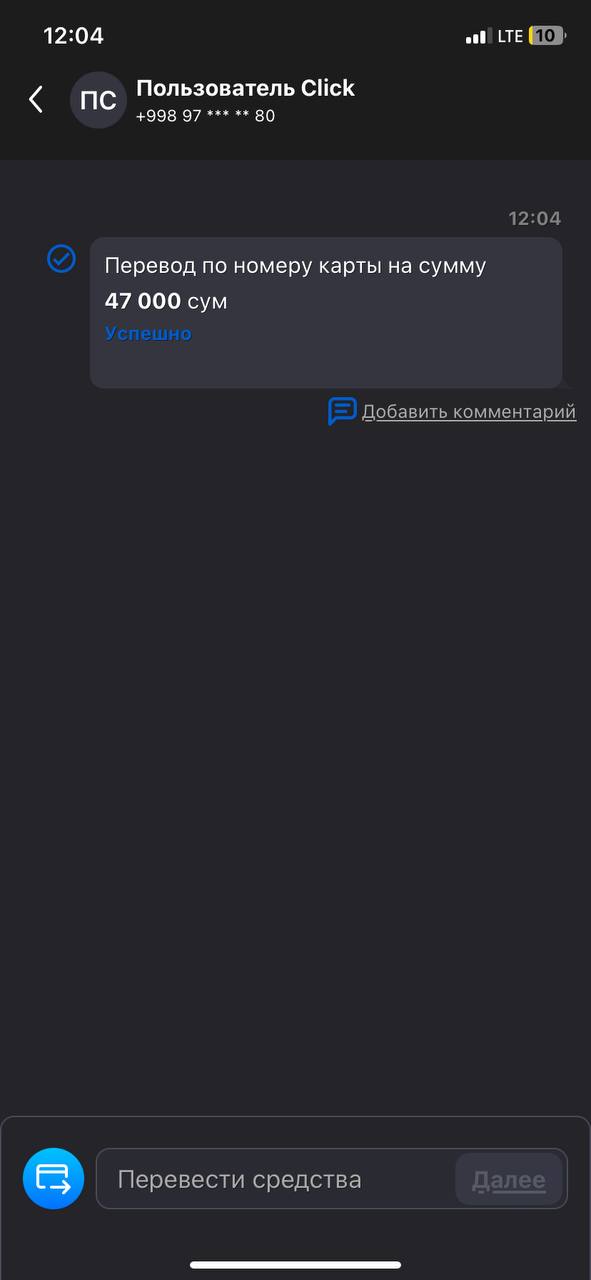 12:04
LTE 10
ПС
Пользователь Click
+998 97 *** ** 80
12:04
Перевод по номеру карты на сумму
47 000 сум
Успешно
Добавить комментарий
Перевести средства
Далее